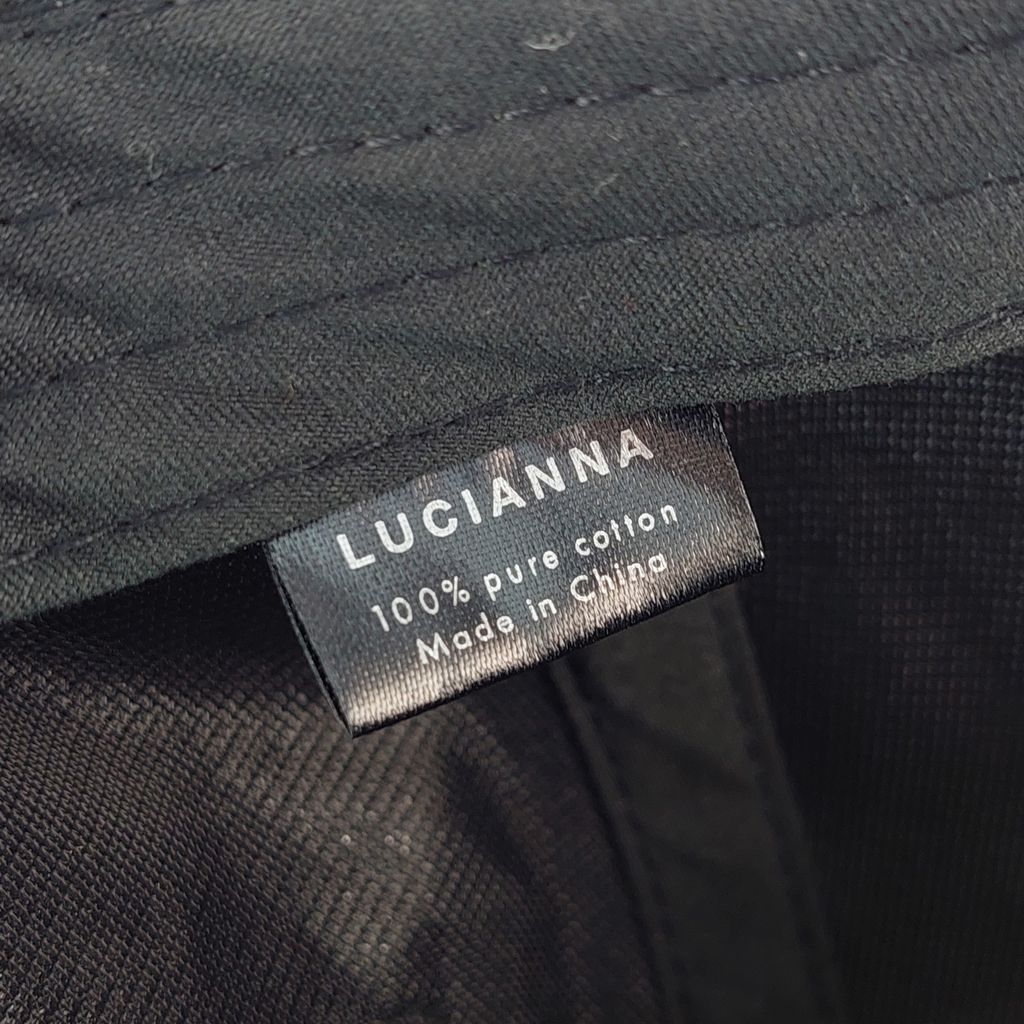 LUCIANNA
100% pure cotton
Made in China